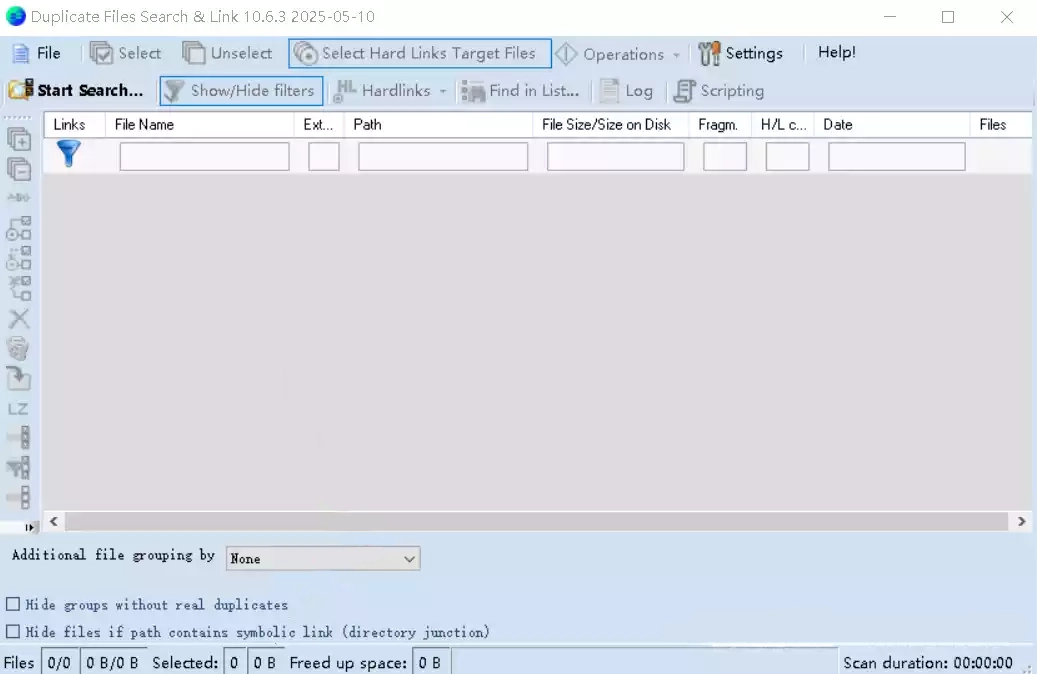 Duplicate Files Search & Link 10.6.3 2025-05-10
File Select Unselect Select Hard Links Target Files Operations Settings Help!
Start Search... Show/Hide filters HL Hardlinks Find in List... Log Scripting
Links File Name Ext... Path File Size/Size on Disk Fragm. H/L c... Date Files
LZ
Additional file grouping by None
Hide groups without real duplicates
Hide files if path contains symbolic link (directory junction)
Files 0/0 0 B/0 B Selected: 0 0 B Freed up space: 0 B Scan duration: 00:00:00